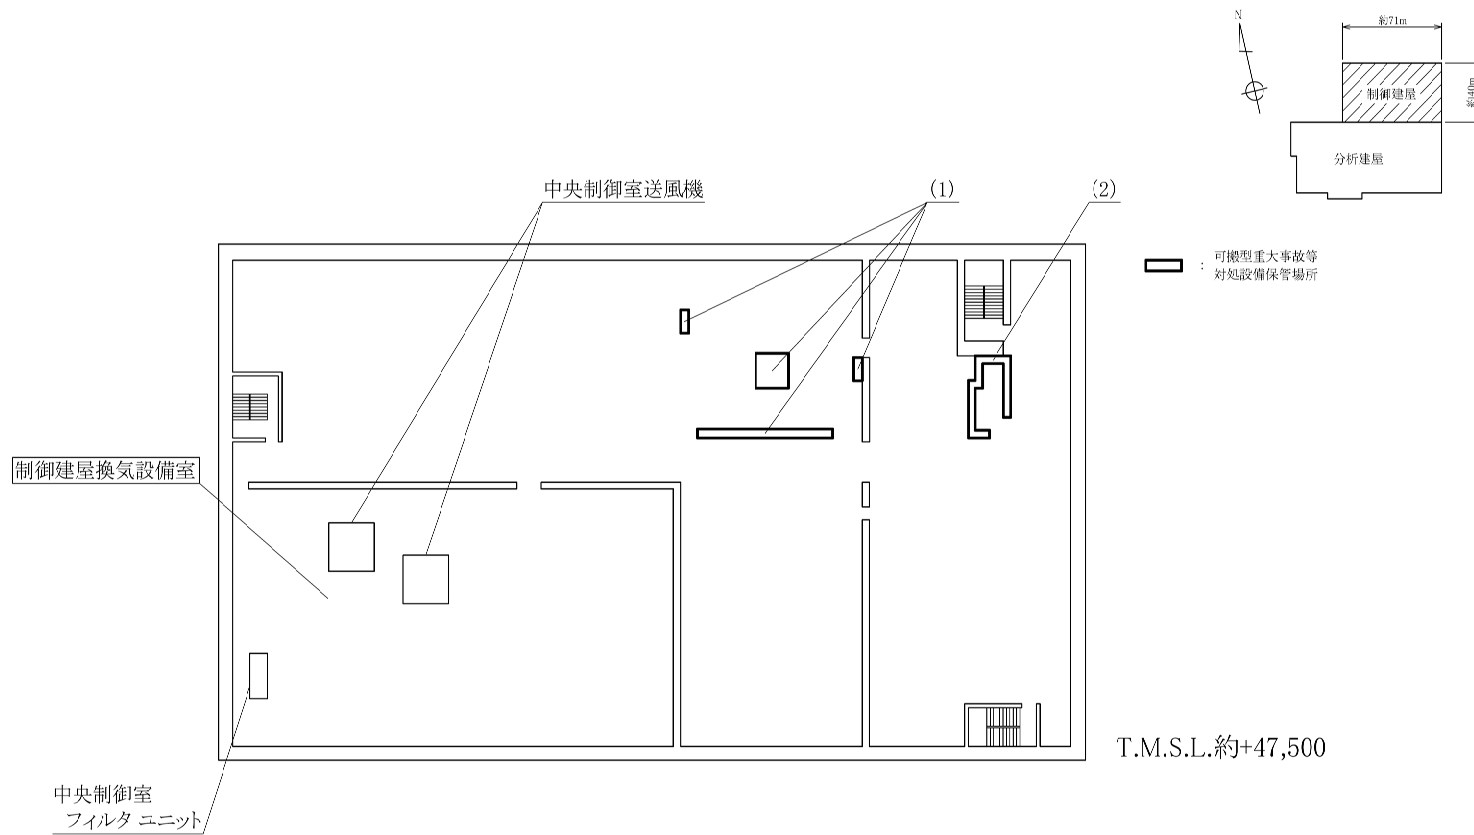 N
約71m
制御建屋
約40m
分析建屋
中央制御室送風機
(1)
(2)
: 可搬型重大事故等
対処設備保管場所
制御建屋換気設備室
T.M.S.L.約+47,500
中央制御室
フィルタ ユニット